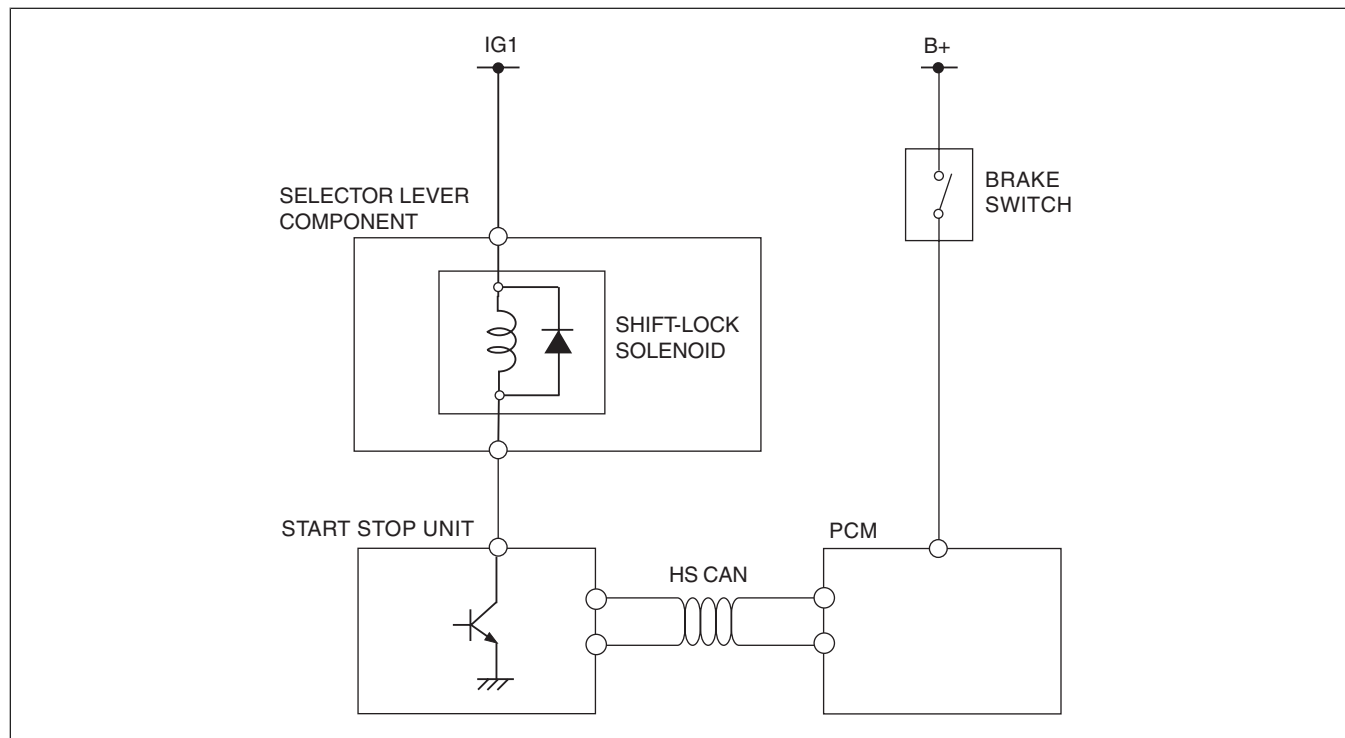 IG1
B+
SELECTOR LEVER
COMPONENT
BRAKE
SWITCH
SHIFT-LOCK
SOLENOID
START STOP UNIT
PCM
HS CAN